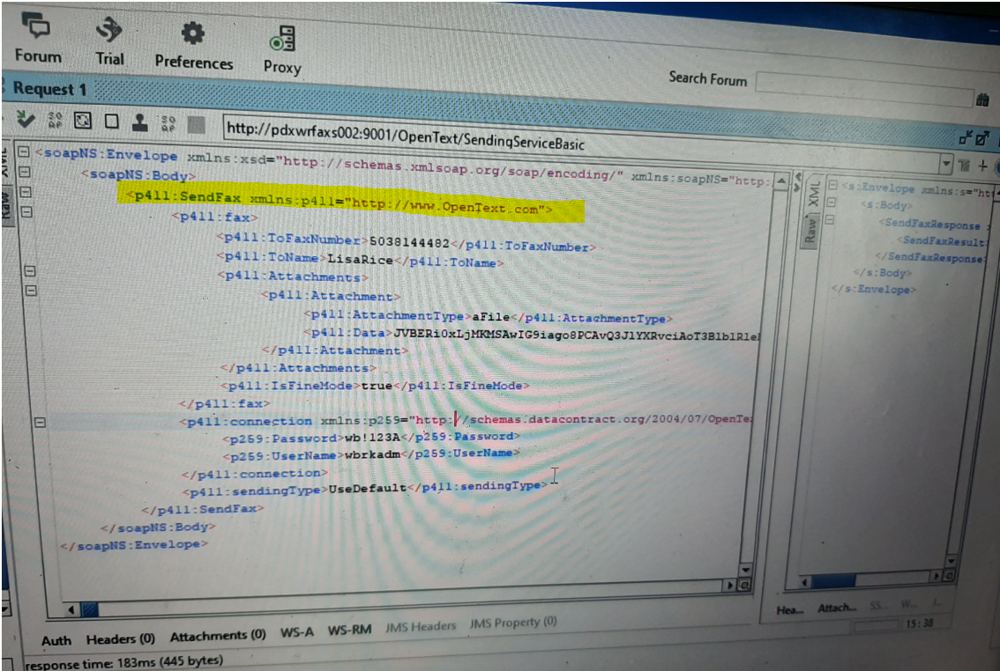 Forum
Trial
Preferences
Proxy
Search Forum
Request 1
http://pdxwrfaxs002:9001/OpenText/SendingServiceBasic
XML
Raw
<soapNS:Envelope xmlns:xsd="http://schemas.xmlsoap.org/soap/encoding/" xmlns:soapNS="http:
<soapNS:Body>
<p411:SendFax xmlns:p411="http://www.OpenText.com">
<p411:fax>
<p411:ToFaxNumber>5038144482</p411:ToFaxNumber>
<p411:ToName>LisaRice</p411:ToName>
<p411:Attachments>
<p411:Attachment>
<p411:AttachmentType>aFile</p411:AttachmentType>
<p411:Data>
</p411:Attachment>
</p411:Attachments>
<p411:IsFineMode>true</p411:IsFineMode>
</p411:fax>
<p411:connection xmlns:p259="http://schemas.datacontract.org/2004/07/OpenTe
<p259:Password>wb!123A</p259:Password>
<p259:UserName>wbrkadm</p259:UserName>
</p411:connection>
<p411:sendingType>UseDefault</p411:sendingType>
</p411:SendFax>
</soapNS:Body>
</soapNS:Envelope>
XML
Raw
<s:Envelope xmlns:s="ht
<s:Body>
<SendFaxResponse
<SendFaxResult
</SendFaxResponse
</s:Body>
</s:Envelope>
Auth
Headers (0)
Attachments (0)
WS-A
WS-RM
JMS Headers
JMS Property (0)
Hea...
Attach...
SS...
W...
15:38
response time: 183ms (445 bytes)